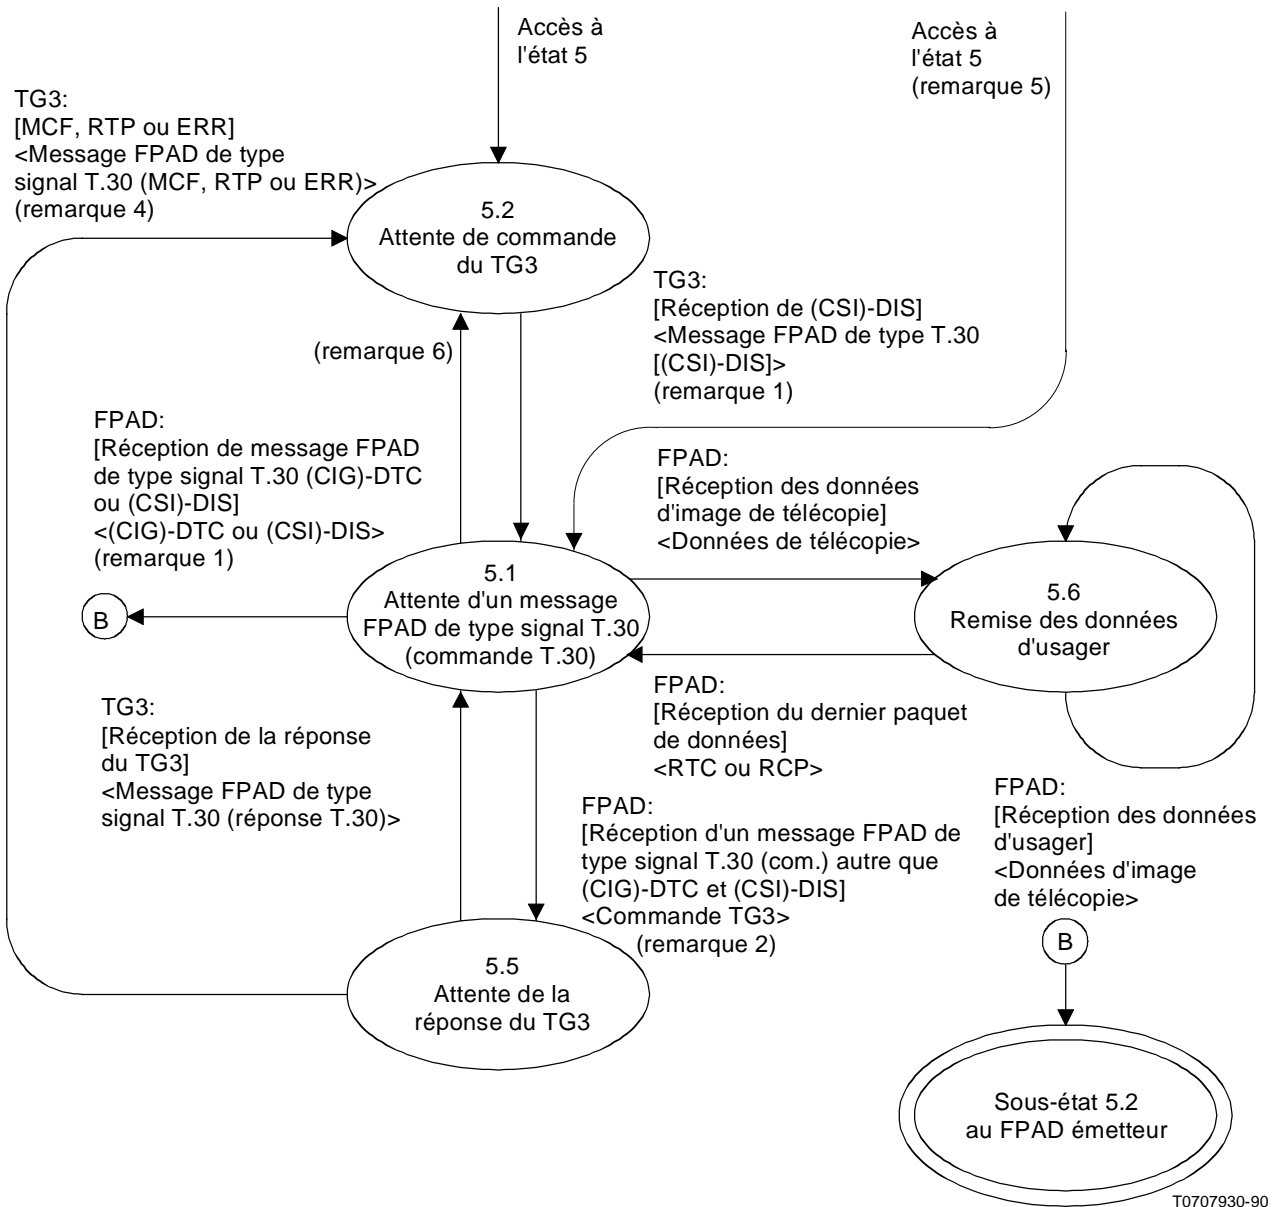 Accès à
l'état 5
Accès à
l'état 5
(remarque 5)
TG3:
[MCF, RTP ou ERR]
<Message FPAD de type
signal T.30 (MCF, RTP ou ERR)>
(remarque 4)
5.2
Attente de commande
du TG3
TG3:
[Réception de (CSI)-DIS]
<Message FPAD de type T.30
[(CSI)-DIS]>
(remarque 1)
(remarque 6)
FPAD:
[Réception de message FPAD
de type signal T.30 (CIG)-DTC
ou (CSI)-DIS]
<(CIG)-DTC ou (CSI)-DIS>
(remarque 1)
FPAD:
[Réception des données
d'image de télécopie]
<Données de télécopie>
5.1
Attente d'un message
FPAD de type signal T.30
(commande T.30)
B
5.6
Remise des données
d'usager
TG3:
[Réception de la réponse
du TG3]
<Message FPAD de type
signal T.30 (réponse T.30)>
FPAD:
[Réception du dernier paquet
de données]
<RTC ou RCP>
FPAD:
[Réception d'un message FPAD de
type signal T.30 (com.) autre que
(CIG)-DTC et (CSI)-DIS]
<Commande TG3>
(remarque 2)
FPAD:
[Réception des données
d'usager]
<Données d'image
de télécopie>
B
5.5
Attente de la
réponse du TG3
Sous-état 5.2
au FPAD émetteur
T0707930-90